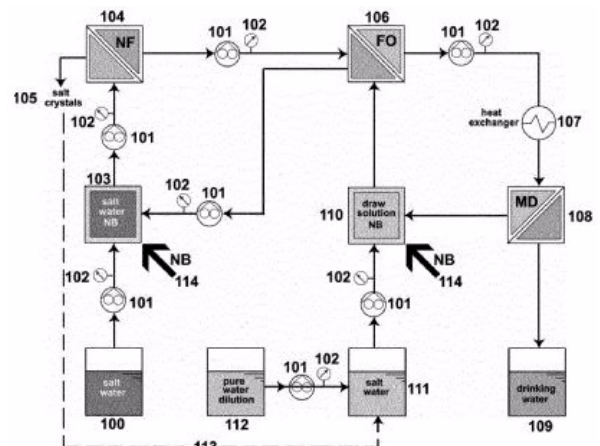 104
NF
101
102
106
FO
101
102
105
salt
crystals
102
101
heat
exchanger
107
103
salt
water
NB
102
101
110
draw
solution
NB
MD
108
102
101
NB
114
102
101
NB
114
salt
water
100
pure
water
dilution
112
101
102
salt
water
111
drinking
water
109
113